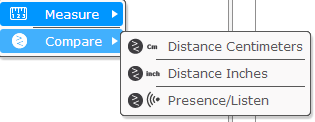 Measure
Compare
Cm Distance Centimeters
inch Distance Inches
Presence/Listen